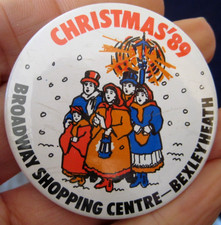 CHRISTMAS '89
BROADWAY SHOPPING CENTRE - BEXLEYHEATH